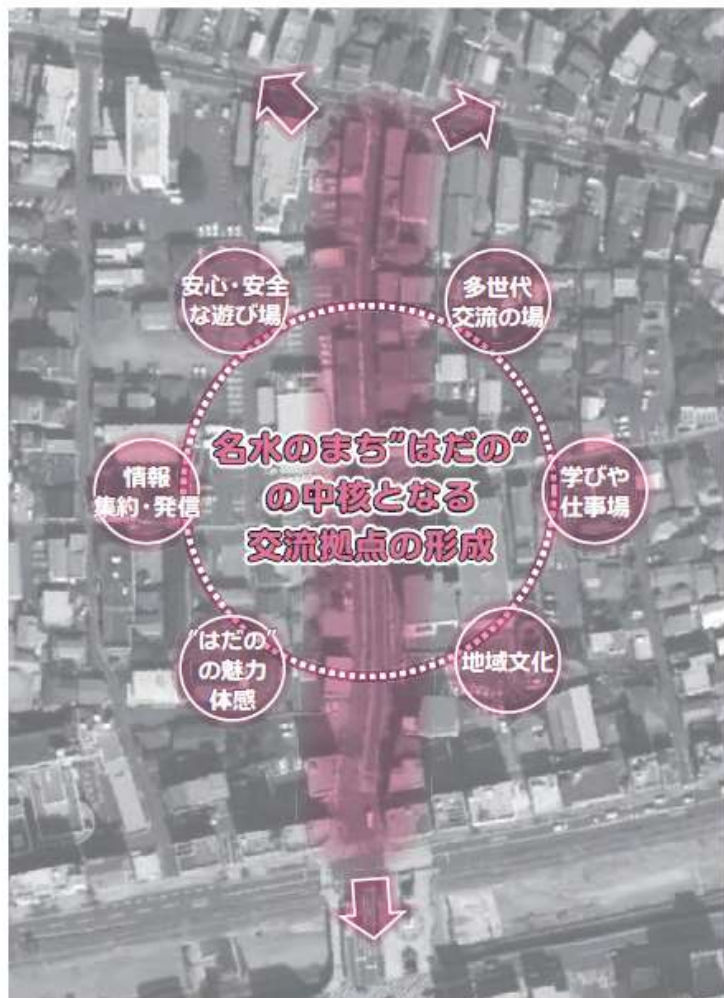 安心・安全
な遊び場
多世代
交流の場
名水のまち"はだの"
の中核となる
交流拠点の形成
情報
集約・発信
学びや
仕事場
"はだの"
の魅力
体感
地域文化